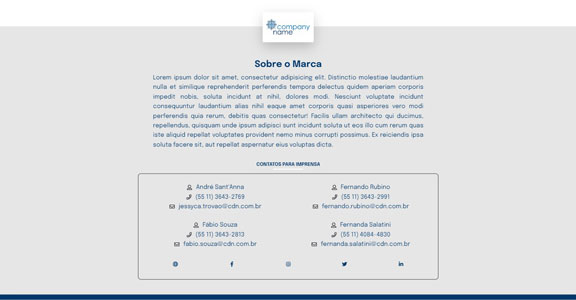 company
name
Sobre o Marca
Lorem ipsum dolor sit amet, consectetur adipisicing elit. Distinctio molestiae laudantium
nulla et similique reprehenderit perferendis tempora delectus quidem aperiam corporis
impedit nobis, soluta incidunt at nihil, dolores modi. Nesciunt voluptate incidunt
consequuntur laudantium alias nihil eaque amet corporis quasi asperiores vero modi
perferendis quia rerum, debitis quas consectetur! Facilis ullam architecto qui ducimus,
repellendus, quisquam unde ipsum adipisci sunt incidunt soluta ut eos illo cum rerum quas
iste aliquid repellat voluptates provident nemo minus corrupti possimus. Ex reiciendis ipsa
soluta facere sit, aut repellat aspernatur eius voluptas dicta.
CONTATOS PARA IMPRENSA
André Sant'Anna
(55 11) 3643-2769
jessyca.trovao@cdn.com.br
Fernando Rubino
(55 11) 3643-2991
fernando.rubino@cdn.com.br
Fábio Souza
(55 11) 3643-2813
fabio.souza@cdn.com.br
Fernanda Salatini
(55 11) 4084-4830
fernanda.salatini@cdn.com.br